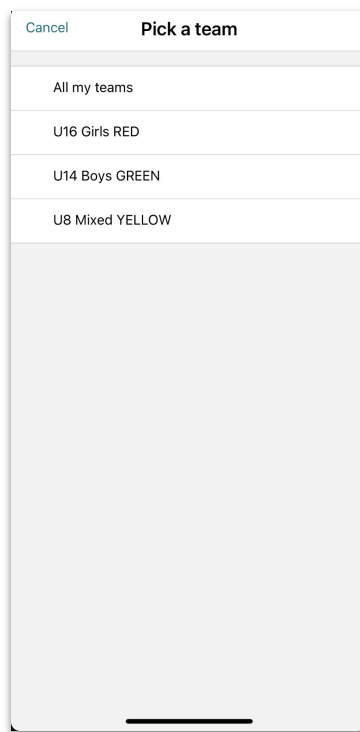 Cancel
Pick a team
All my teams
U16 Girls RED
U14 Boys GREEN
U8 Mixed YELLOW